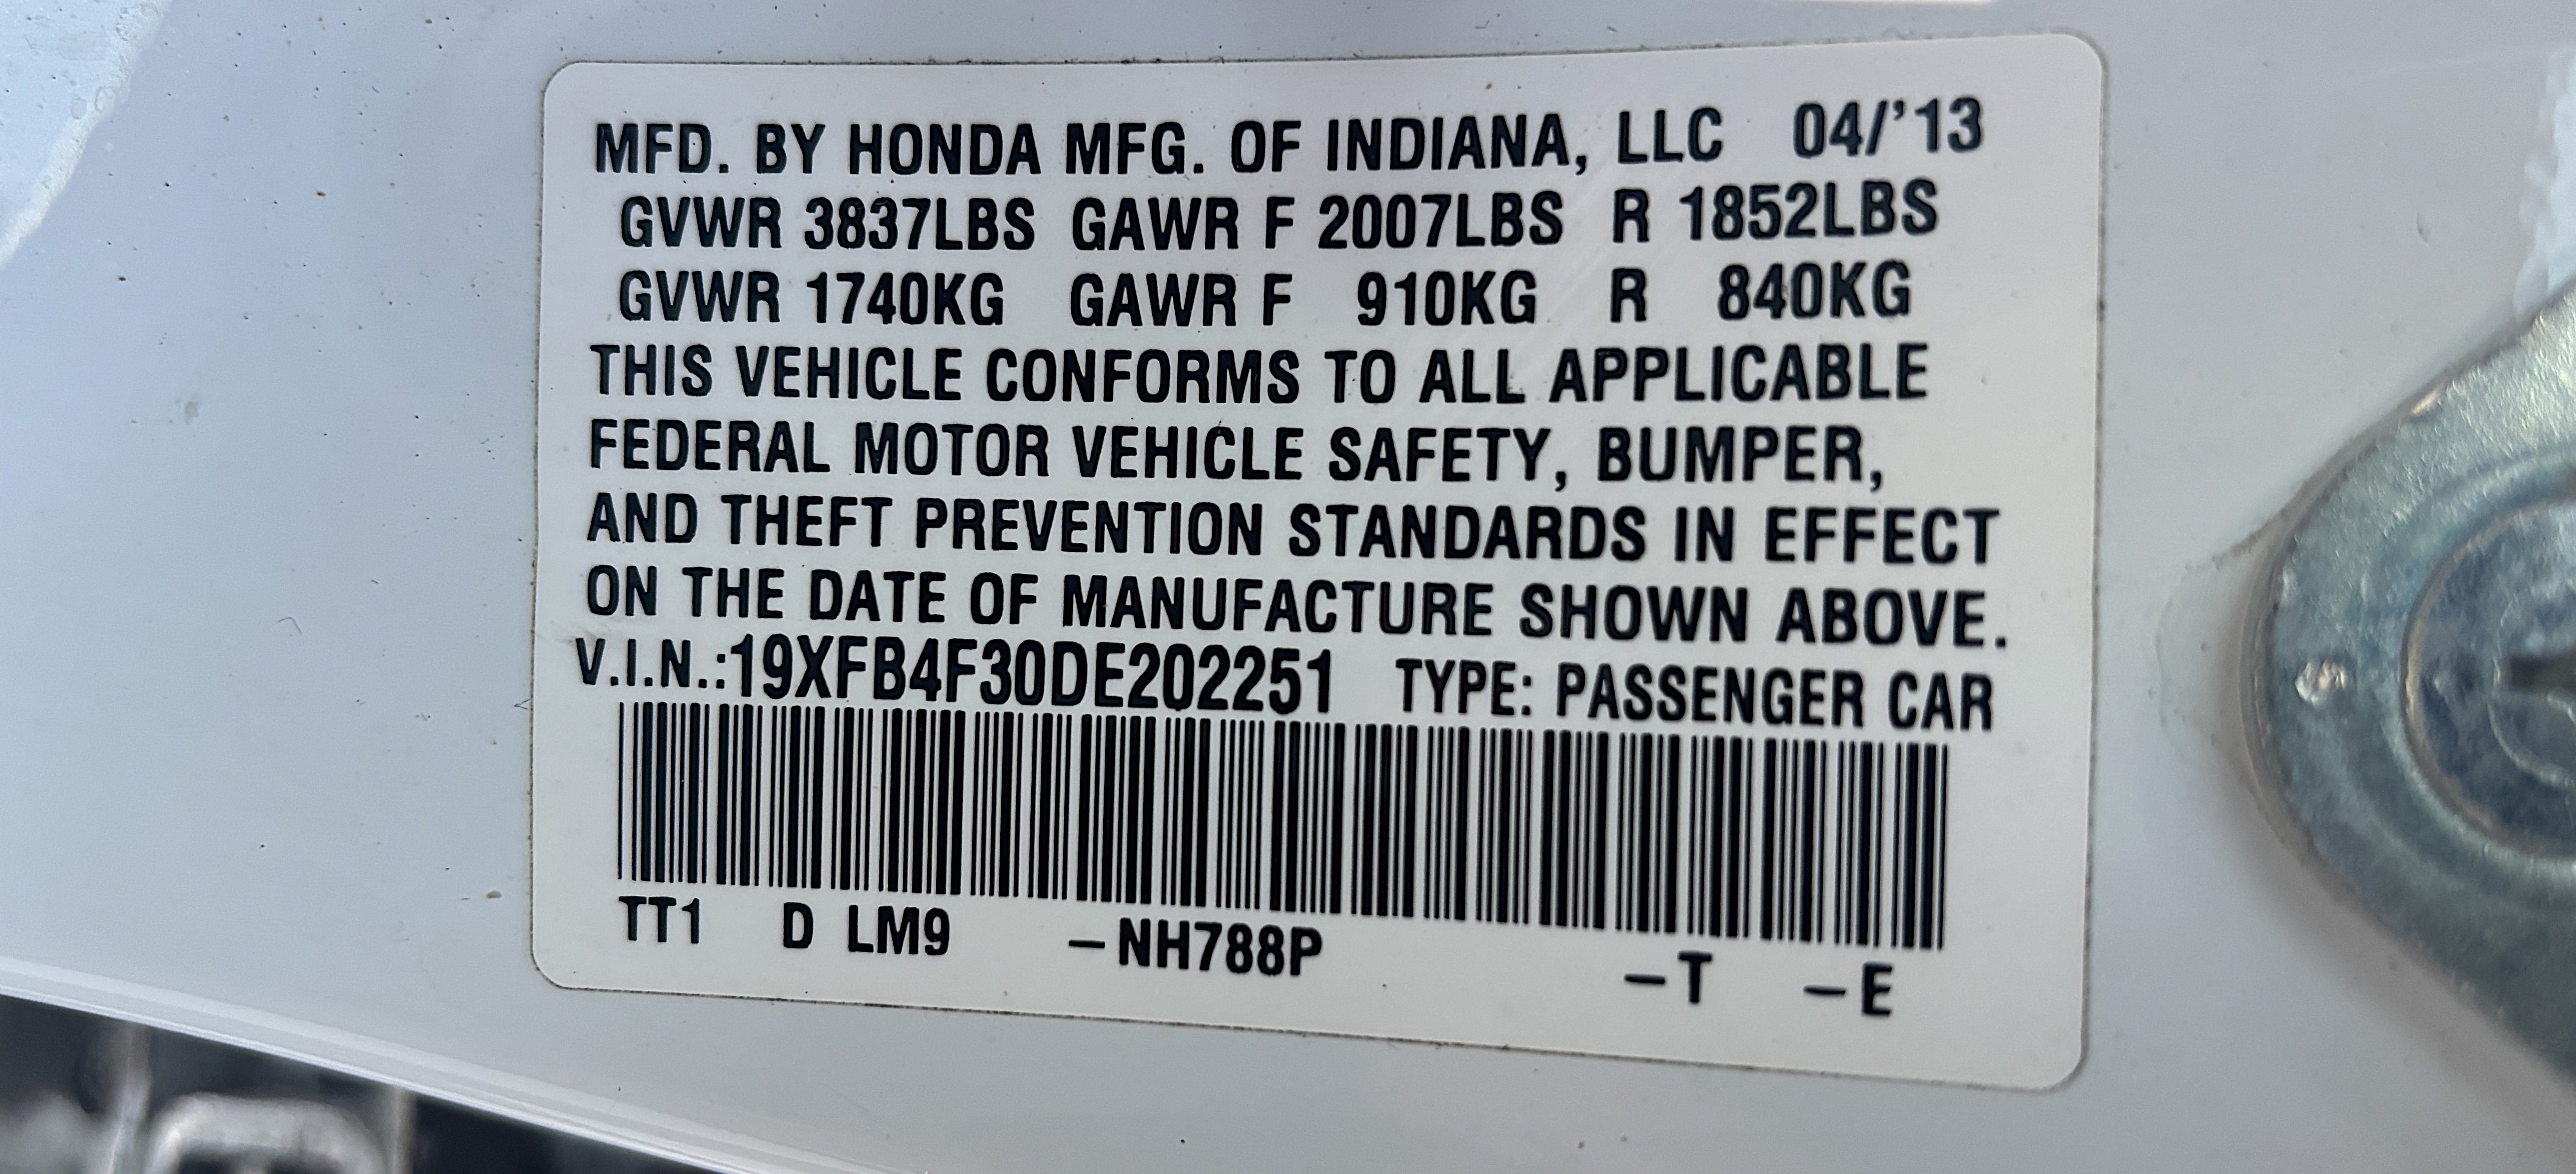 MFD. BY HONDA MFG. OF INDIANA, LLC 04/'13
GVWR 3837LBS GAWR F 2007LBS R 1852LBS
GVWR 1740KG GAWR F 910KG R 840KG
THIS VEHICLE CONFORMS TO ALL APPLICABLE
FEDERAL MOTOR VEHICLE SAFETY, BUMPER,
AND THEFT PREVENTION STANDARDS IN EFFECT
ON THE DATE OF MANUFACTURE SHOWN ABOVE.
V.I.N.:19XFB4F30DE202251 TYPE: PASSENGER CAR
TT1 D LM9 –NH788P –T –E